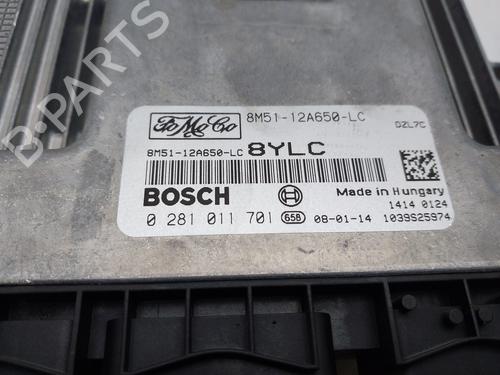 FoMoCo
8M51-12A650-LC
DZL7C
8M51-12A650-LC 8YLC
BOSCH
Made in Hungary
1414 0124
0 281 011 701 658 08-01-14 1039S25974
B-PARTS